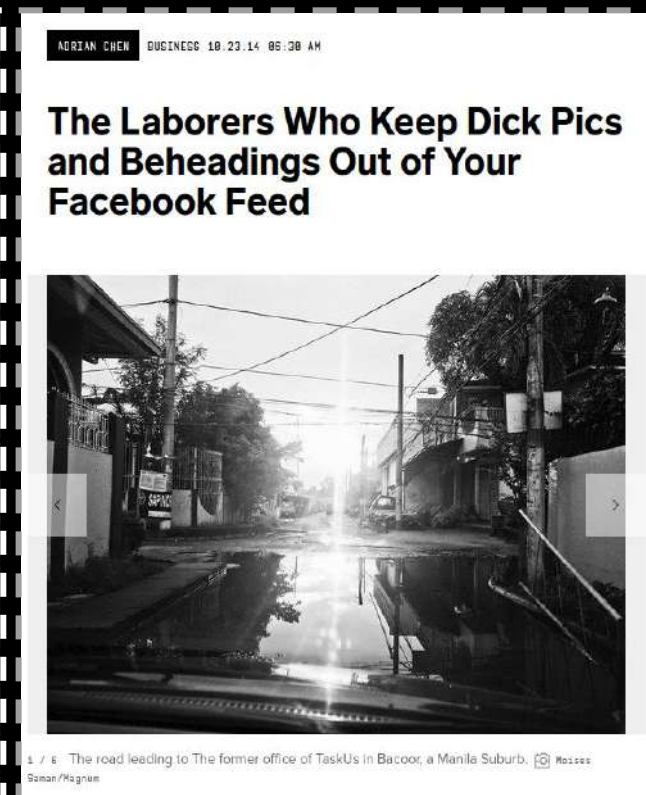 ADRIAN CHEN BUSINESS 10.23.14 06:30 AM
The Laborers Who Keep Dick Pics
and Beheadings Out of Your
Facebook Feed
1 / 6 The road leading to The former office of TaskUs in Bacoor, a Manila Suburb. Moises
Saman/Magnum